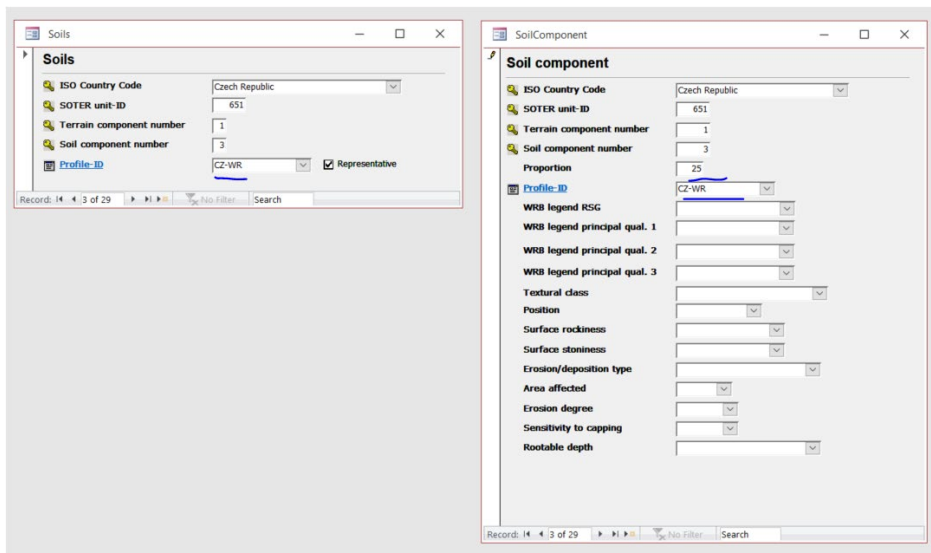 Soils
Soils
ISO Country Code Czech Republic
SOTER unit-ID 651
Terrain component number 1
Soil component number 3
Profile-ID CZ-WR Representative
Record: 3 of 29 No Filter Search
SoilComponent
Soil component
ISO Country Code Czech Republic
SOTER unit-ID 651
Terrain component number 1
Soil component number 3
Proportion 25
Profile-ID CZ-WR
WRB legend RSG
WRB legend principal qual. 1
WRB legend principal qual. 2
WRB legend principal qual. 3
Textural class
Position
Surface rockiness
Surface stoniness
Erosion/deposition type
Area affected
Erosion degree
Sensitivity to capping
Rootable depth
Record: 3 of 29 No Filter Search